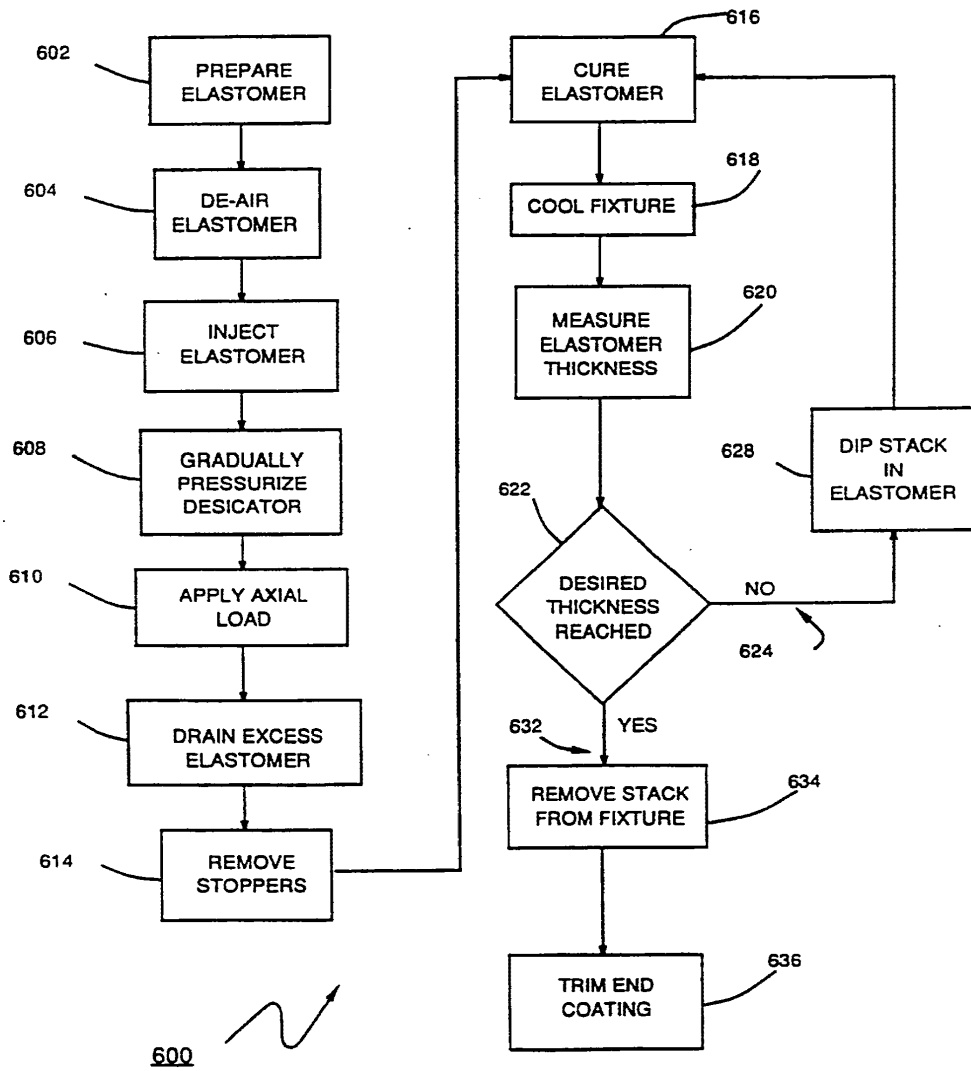 602
PREPARE
ELASTOMER
604
DE-AIR
ELASTOMER
606
INJECT
ELASTOMER
608
GRADUALLY
PRESSURIZE
DESICATOR
610
APPLY AXIAL
LOAD
612
DRAIN EXCESS
ELASTOMER
614
REMOVE
STOPPERS
600
616
CURE
ELASTOMER
618
COOL FIXTURE
620
MEASURE
ELASTOMER
THICKNESS
622
DESIRED
THICKNESS
REACHED
NO
624
628
DIP STACK
IN
ELASTOMER
YES
632
634
REMOVE STACK
FROM FIXTURE
636
TRIM END
COATING